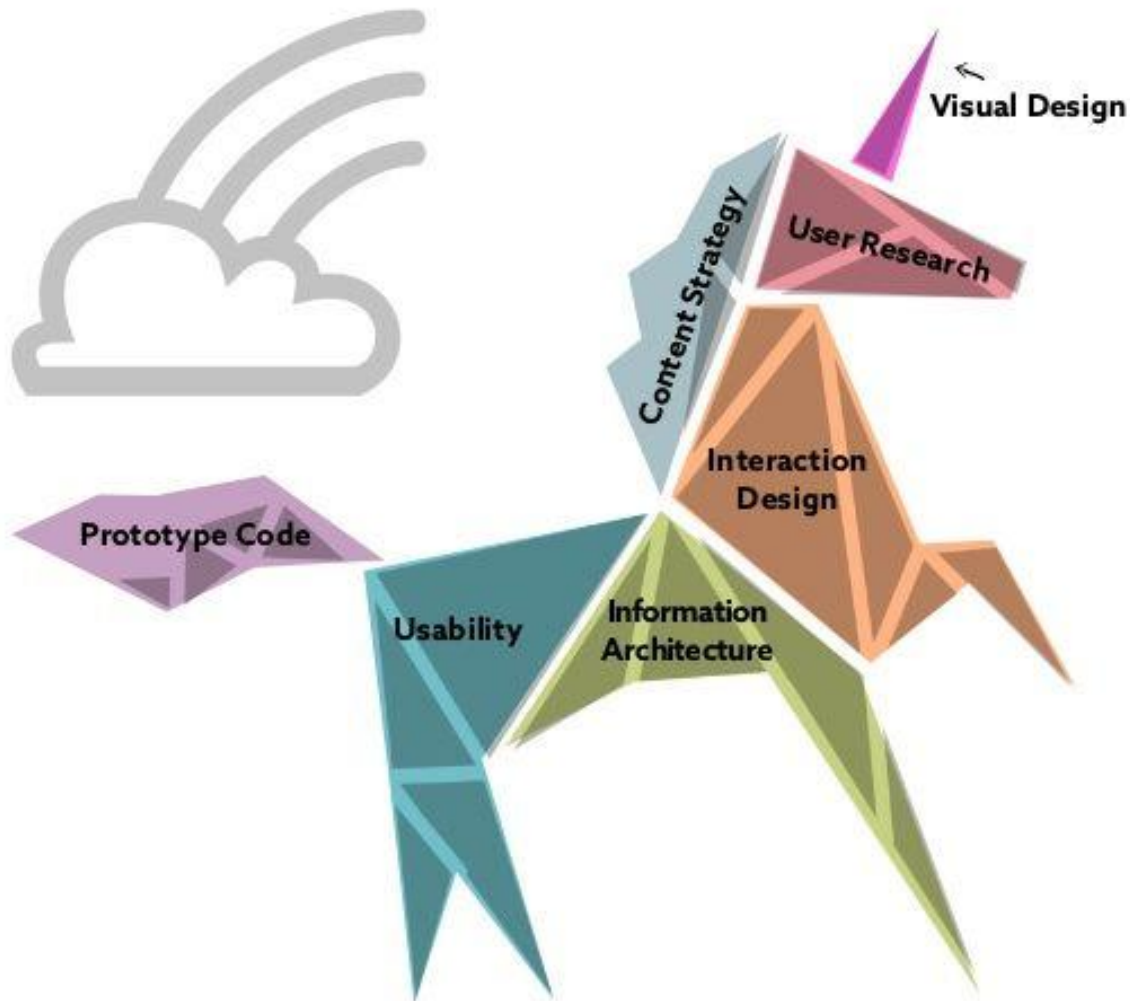 Visual Design
User Research
Content Strategy
Interaction
Design
Prototype Code
Usability
Information
Architecture